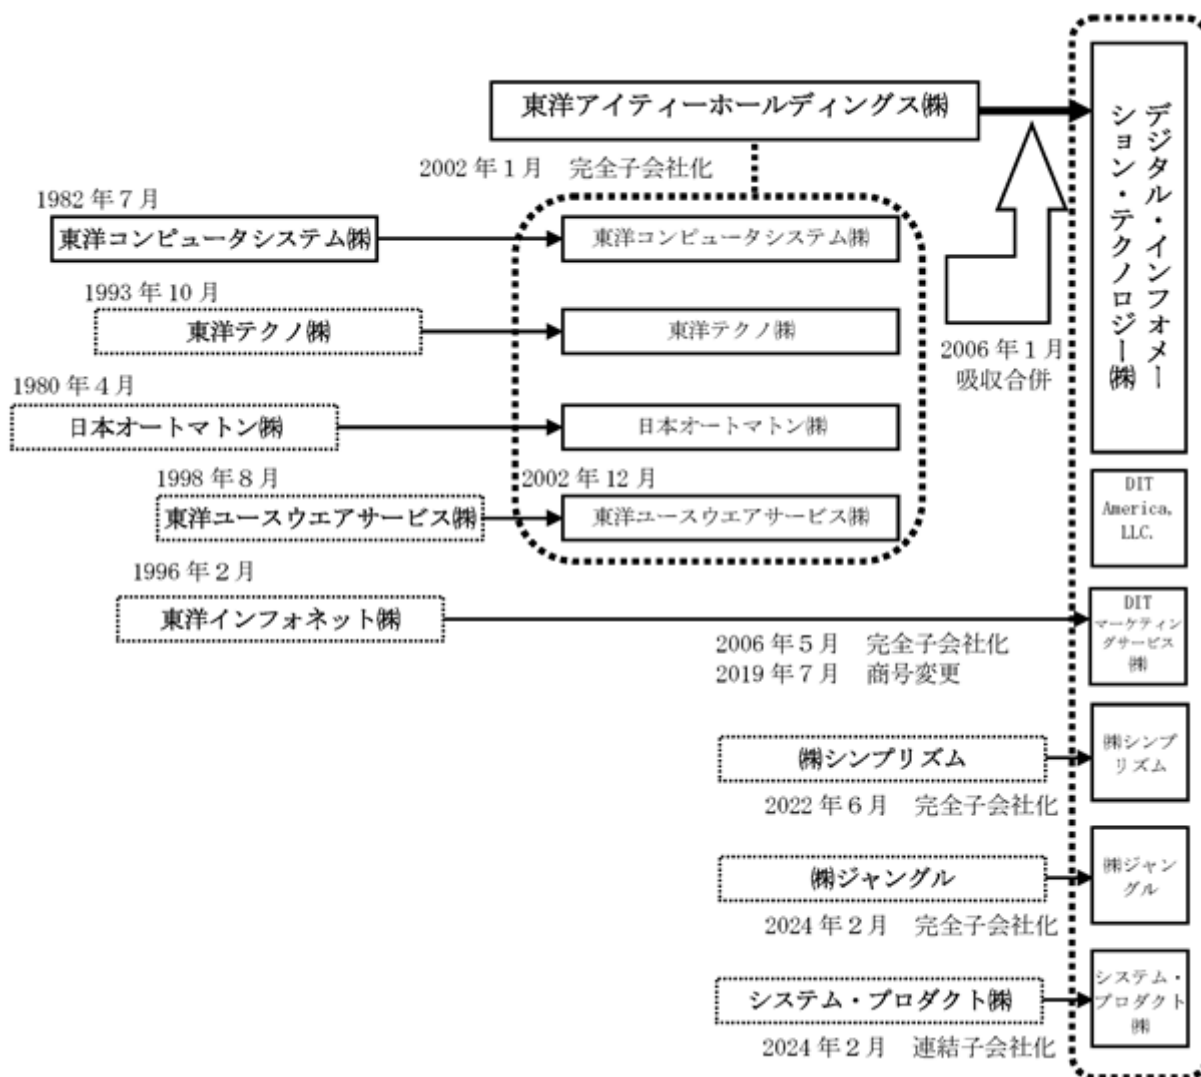 東洋アイティーホールディングス㈱
2002年1月 完全子会社化
1982年7月
東洋コンピュータシステム㈱
東洋コンピュータシステム㈱
1993年10月
東洋テクノ㈱
東洋テクノ㈱
1980年4月
日本オートマトン㈱
日本オートマトン㈱
1998年8月
東洋ユースウエアサービス㈱
2002年12月
東洋ユースウエアサービス㈱
2006年1月
吸収合併
デジタル・インフォメー
ション・テクノロジー㈱
DIT
America,
LLC.
1996年2月
東洋インフォネット㈱
2006年5月 完全子会社化
2019年7月 商号変更
DIT
マーケティン
グサービス
㈱
㈱シンプリズム
2022年6月 完全子会社化
㈱シンプ
リズム
㈱ジャングル
2024年2月 完全子会社化
㈱ジャン
グル
システム・プロダクト㈱
2024年2月 連結子会社化
システム・
プロダクト
㈱